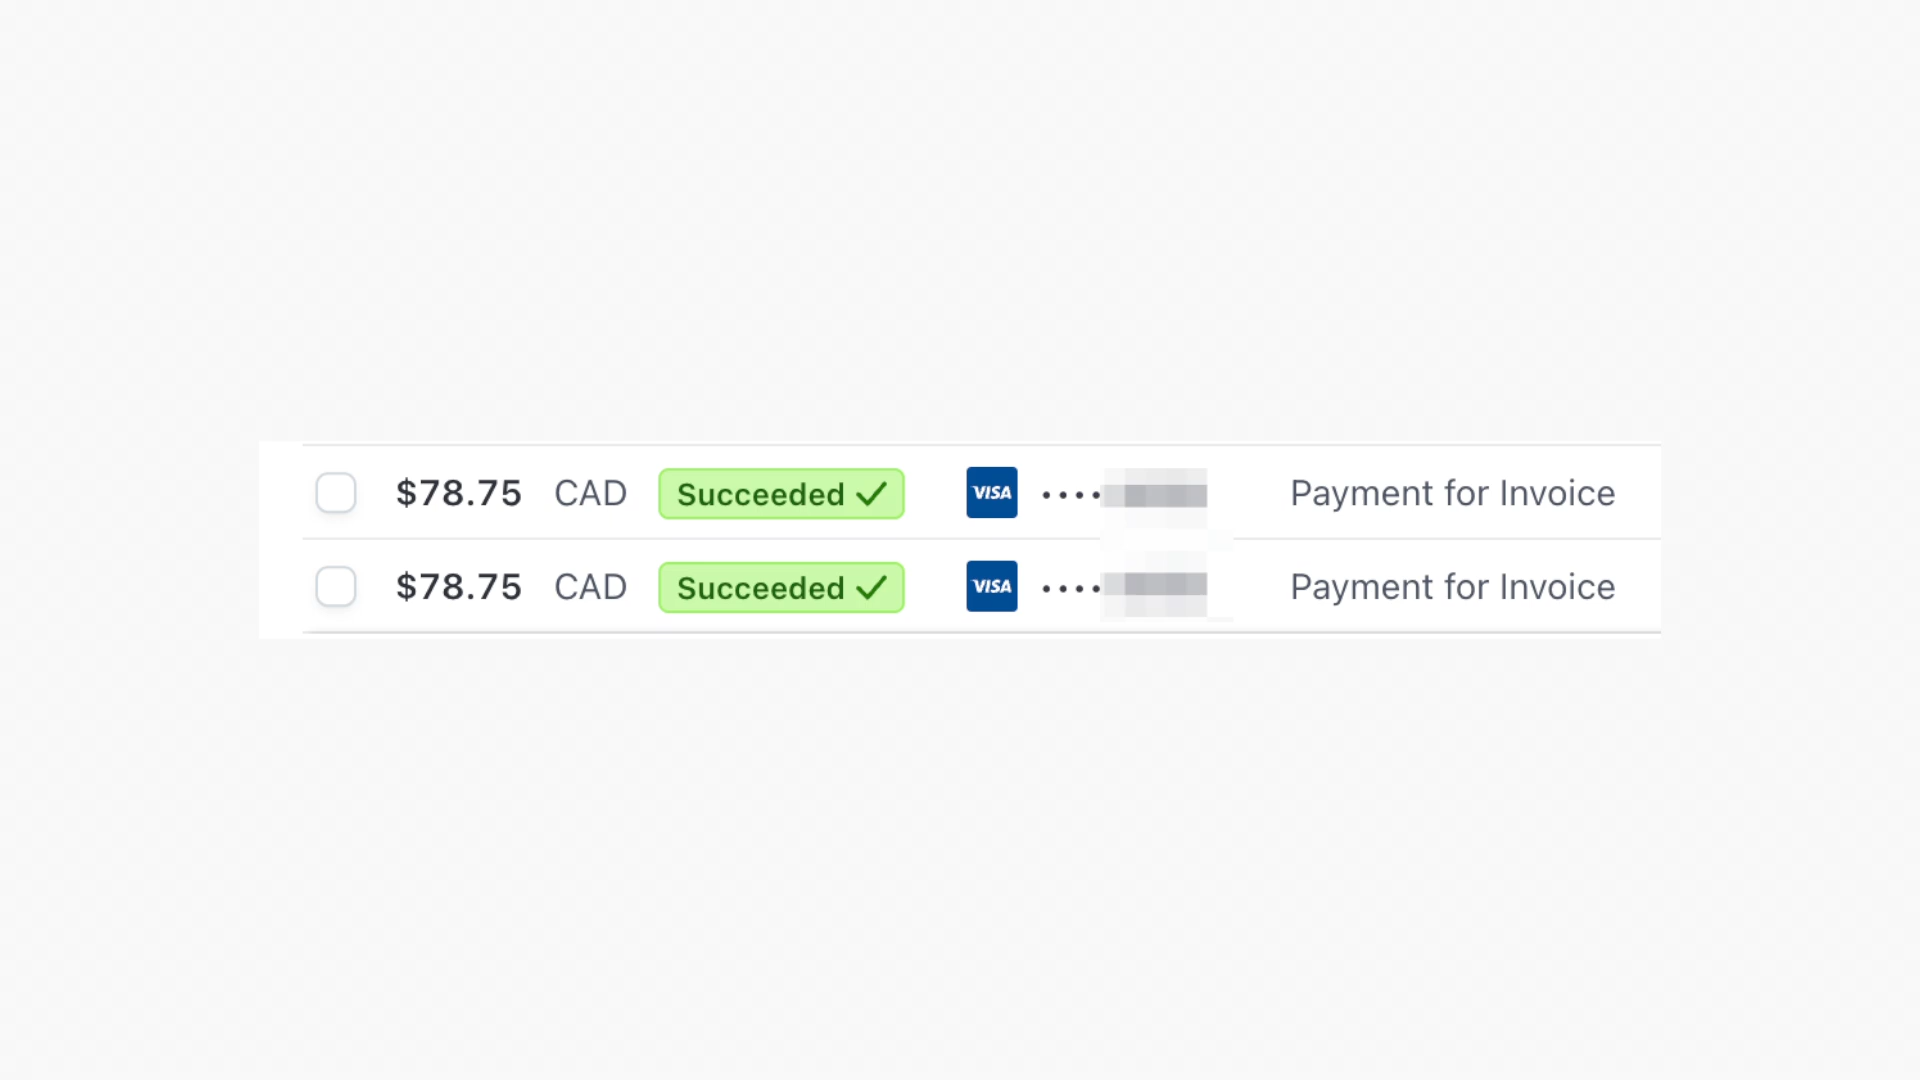 $78.75 CAD Succeeded ✓ VISA •••• Payment for Invoice
$78.75 CAD Succeeded ✓ VISA •••• Payment for Invoice